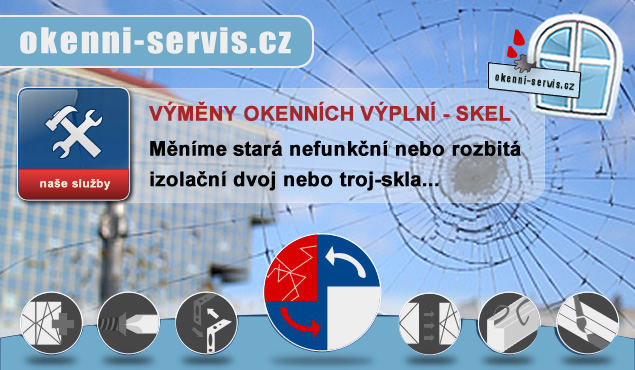 okenni-servis.cz
okenni-servis.cz
VÝMĚNY OKENNÍCH VÝPLNÍ - SKEL
Měníme stará nefunkční nebo rozbitá
izolační dvoj nebo troj-skla...
naše služby